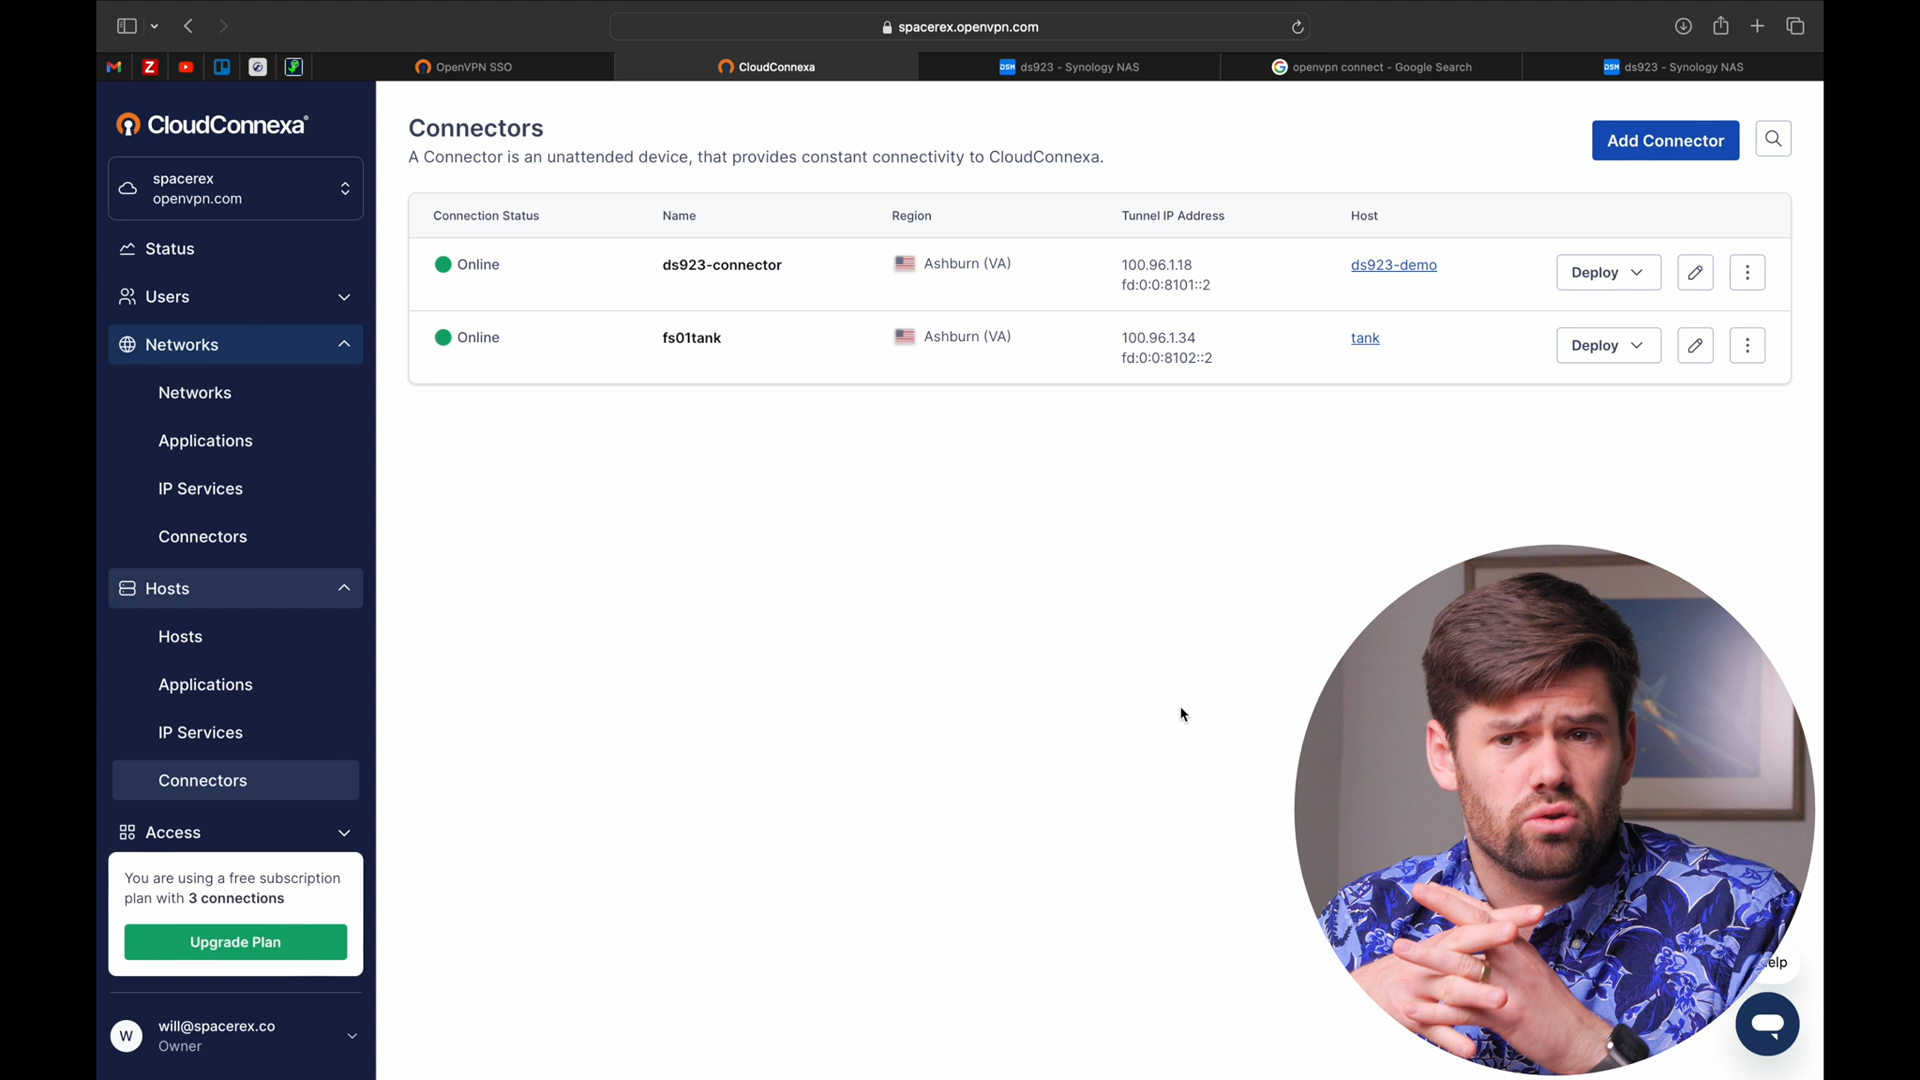 spacerex.openvpn.com
OpenVPN SSO
CloudConnexa
DSM ds923 - Synology NAS
openvpn connect - Google Search
DSM ds923 - Synology NAS
CloudConnexa®
spacerex
openvpn.com
Status
Users
Networks
Networks
Applications
IP Services
Connectors
Hosts
Hosts
Applications
IP Services
Connectors
Access
You are using a free subscription
plan with 3 connections
Upgrade Plan
W
will@spacerex.co
Owner
Connectors
A Connector is an unattended device, that provides constant connectivity to CloudConnexa.
Add Connector
Connection Status Name Region Tunnel IP Address Host
Online ds923-connector Ashburn (VA) 100.96.1.18 ds923-demo Deploy
fd:0:0:8101::2
Online fs01tank Ashburn (VA) 100.96.1.34 tank Deploy
fd:0:0:8102::2
elp